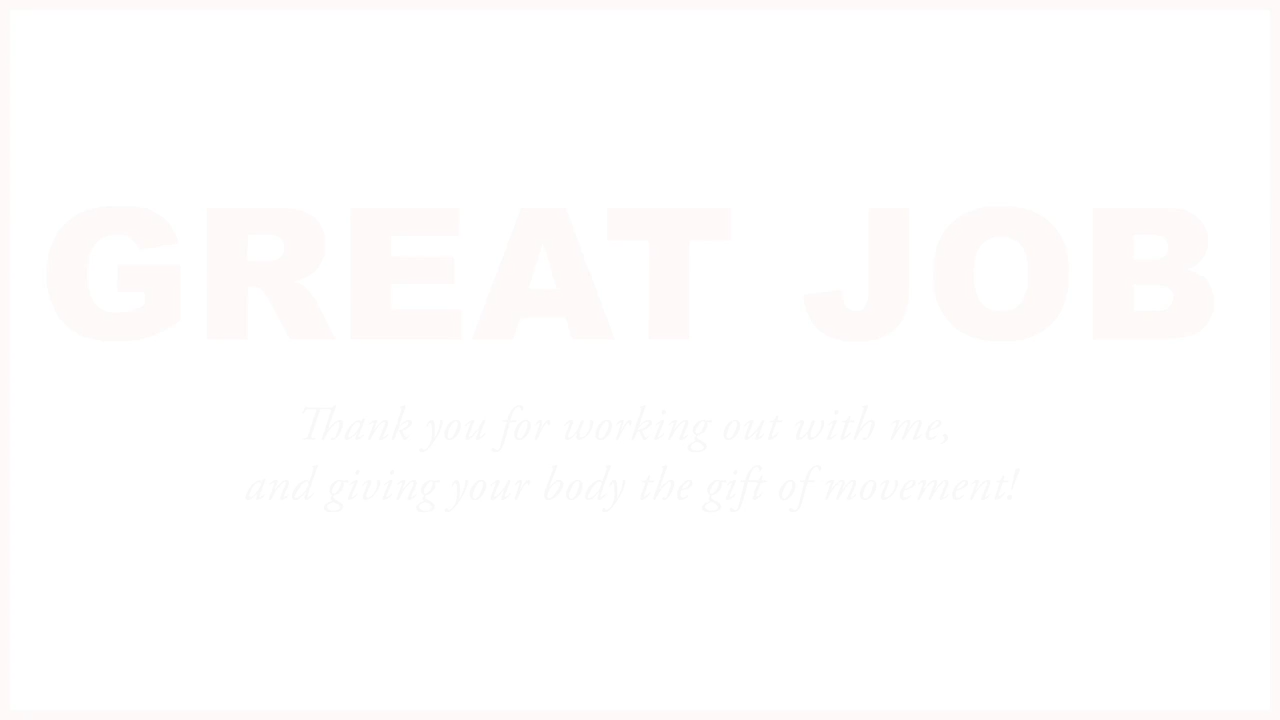 GREAT JOB
Thank you for working out with me,
and giving your body the gift of movement!